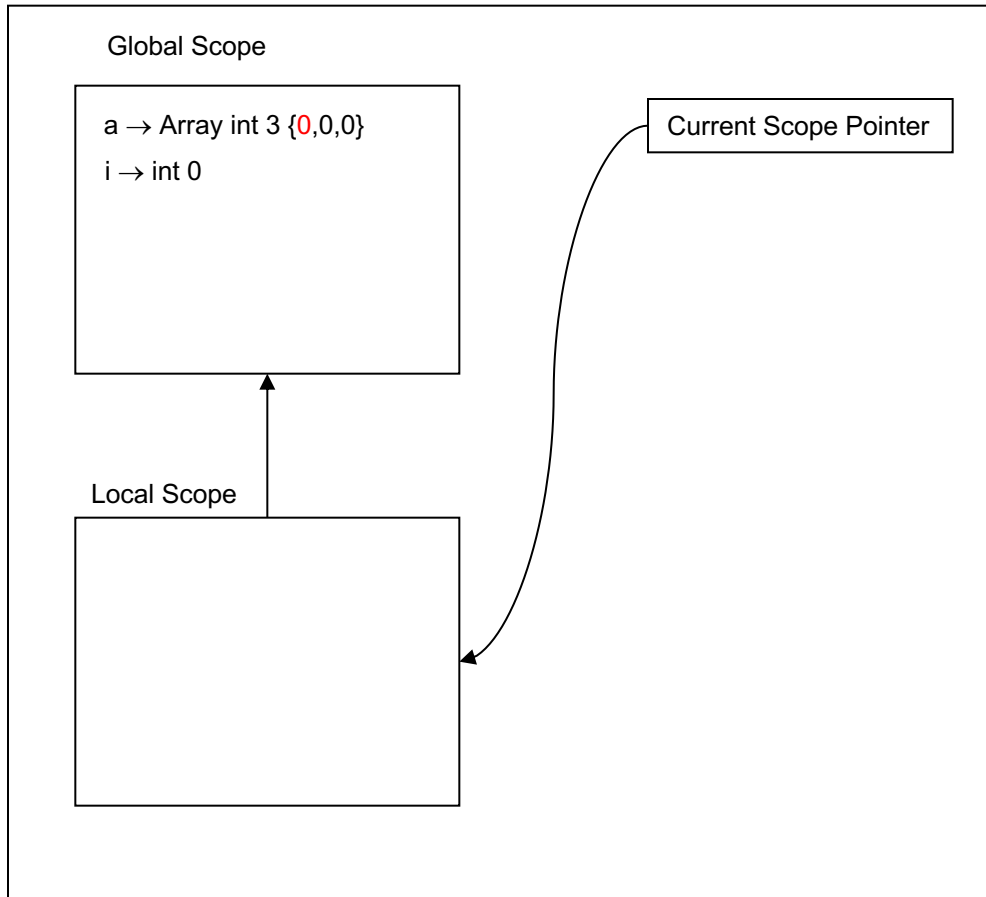 Global Scope
a → Array int 3 {0,0,0}
i → int 0
Current Scope Pointer
Local Scope